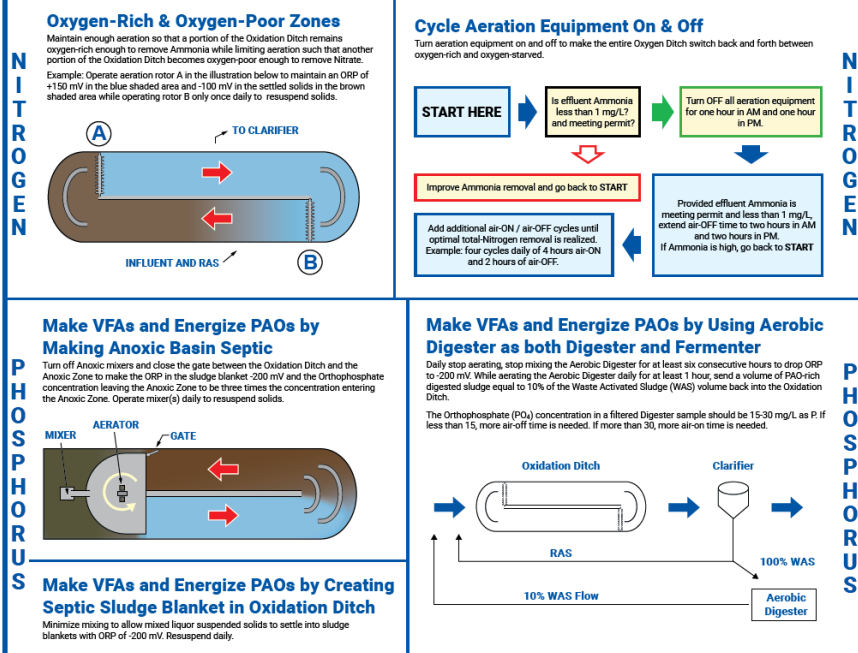 NITROGEN
Oxygen-Rich & Oxygen-Poor Zones
Maintain enough aeration so that a portion of the Oxidation Ditch remains
oxygen-rich enough to remove Ammonia while limiting aeration such that another
portion of the Oxidation Ditch becomes oxygen-poor enough to remove Nitrate.
Example: Operate aeration rotor A in the illustration below to maintain an ORP of
+150 mV in the blue shaded area and -100 mV in the settled solids in the brown
shaded area while operating rotor B only once daily to resuspend solids.
A
TO CLARIFIER
INFLUENT AND RAS
B
Cycle Aeration Equipment On & Off
Turn aeration equipment on and off to make the entire Oxygen Ditch switch back and forth between
oxygen-rich and oxygen-starved.
START HERE
Is effluent Ammonia
less than 1 mg/L?
and meeting permit?
Turn OFF all aeration equipment
for one hour in AM and one hour
in PM.
Improve Ammonia removal and go back to START
Provided effluent Ammonia is
meeting permit and less than 1 mg/L,
extend air-OFF time to two hours in AM
and two hours in PM.
If Ammonia is high, go back to START
Add additional air-ON / air-OFF cycles until
optimal total-Nitrogen removal is realized.
Example: four cycles daily of 4 hours air-ON
and 2 hours of air-OFF.
NITROGEN
PHOSPHORUS
Make VFAs and Energize PAOs by
Making Anoxic Basin Septic
Turn off Anoxic mixers and close the gate between the Oxidation Ditch and the
Anoxic Zone to make the ORP in the sludge blanket -200 mV and the Orthophosphate
concentration leaving the Anoxic Zone to be three times the concentration entering
the Anoxic Zone. Operate mixer(s) daily to resuspend solids.
AERATOR
MIXER
GATE
Make VFAs and Energize PAOs by Creating
Septic Sludge Blanket in Oxidation Ditch
Minimize mixing to allow mixed liquor suspended solids to settle into sludge
blankets with ORP of -200 mV. Resuspend daily.
Make VFAs and Energize PAOs by Using Aerobic
Digester as both Digester and Fermenter
Daily stop aerating, stop mixing the Aerobic Digester for at least six consecutive hours to drop ORP
to -200 mV. While aerating the Aerobic Digester daily for at least 1 hour, send a volume of PAO-rich
digested sludge equal to 10% of the Waste Activated Sludge (WAS) volume back into the Oxidation
Ditch.
The Orthophosphate (PO₄) concentration in a filtered Digester sample should be 15-30 mg/L as P. If
less than 15, more air-off time is needed. If more than 30, more air-on time is needed.
Oxidation Ditch
Clarifier
RAS
100% WAS
10% WAS Flow
Aerobic
Digester
PHOSPHORUS